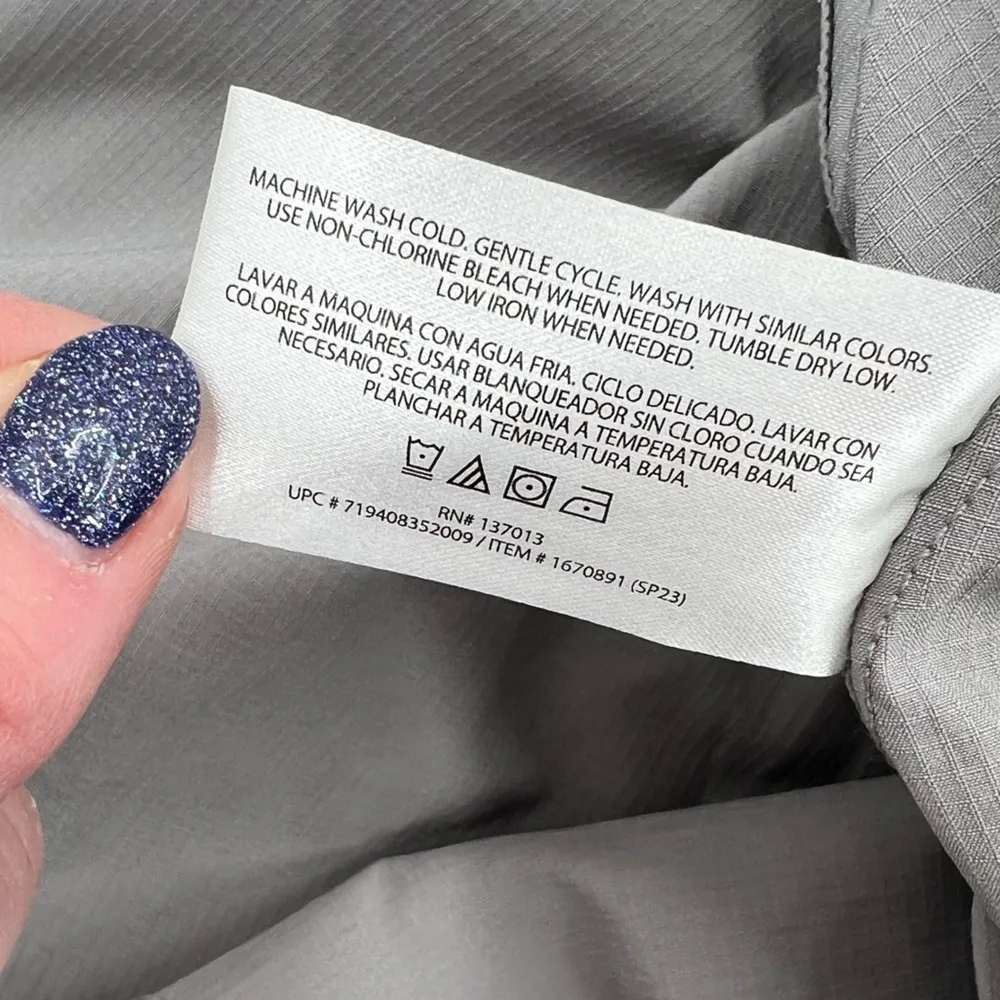 MACHINE WASH COLD. GENTLE CYCLE. WASH WITH SIMILAR COLORS.
USE NON-CHLORINE BLEACH WHEN NEEDED. TUMBLE DRY LOW.
LOW IRON WHEN NEEDED.
LAVAR A MAQUINA CON AGUA FRIA. CICLO DELICADO. LAVAR CON
COLORES SIMILARES. USAR BLANQUEADOR SIN CLORO CUANDO SEA
NECESARIO. SECAR A MAQUINA A TEMPERATURA BAJA.
PLANCHAR A TEMPERATURA BAJA.
RN# 137013
UPC # 719408352009 / ITEM # 1670891 (SP23)